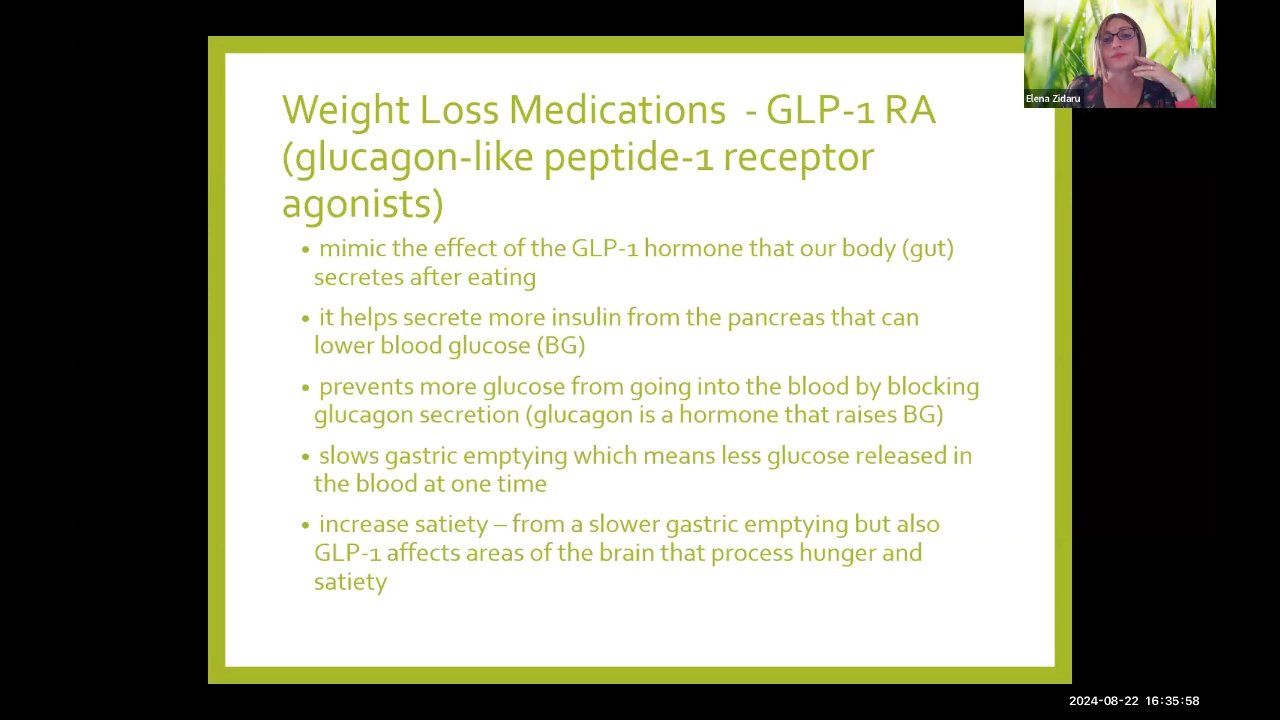 Weight Loss Medications - GLP-1 RA
(glucagon-like peptide-1 receptor
agonists)
• mimic the effect of the GLP-1 hormone that our body (gut)
secretes after eating
• it helps secrete more insulin from the pancreas that can
lower blood glucose (BG)
• prevents more glucose from going into the blood by blocking
glucagon secretion (glucagon is a hormone that raises BG)
• slows gastric emptying which means less glucose released in
the blood at one time
• increase satiety – from a slower gastric emptying but also
GLP-1 affects areas of the brain that process hunger and
satiety
Elena Zidaru
2024-08-22 16:35:58